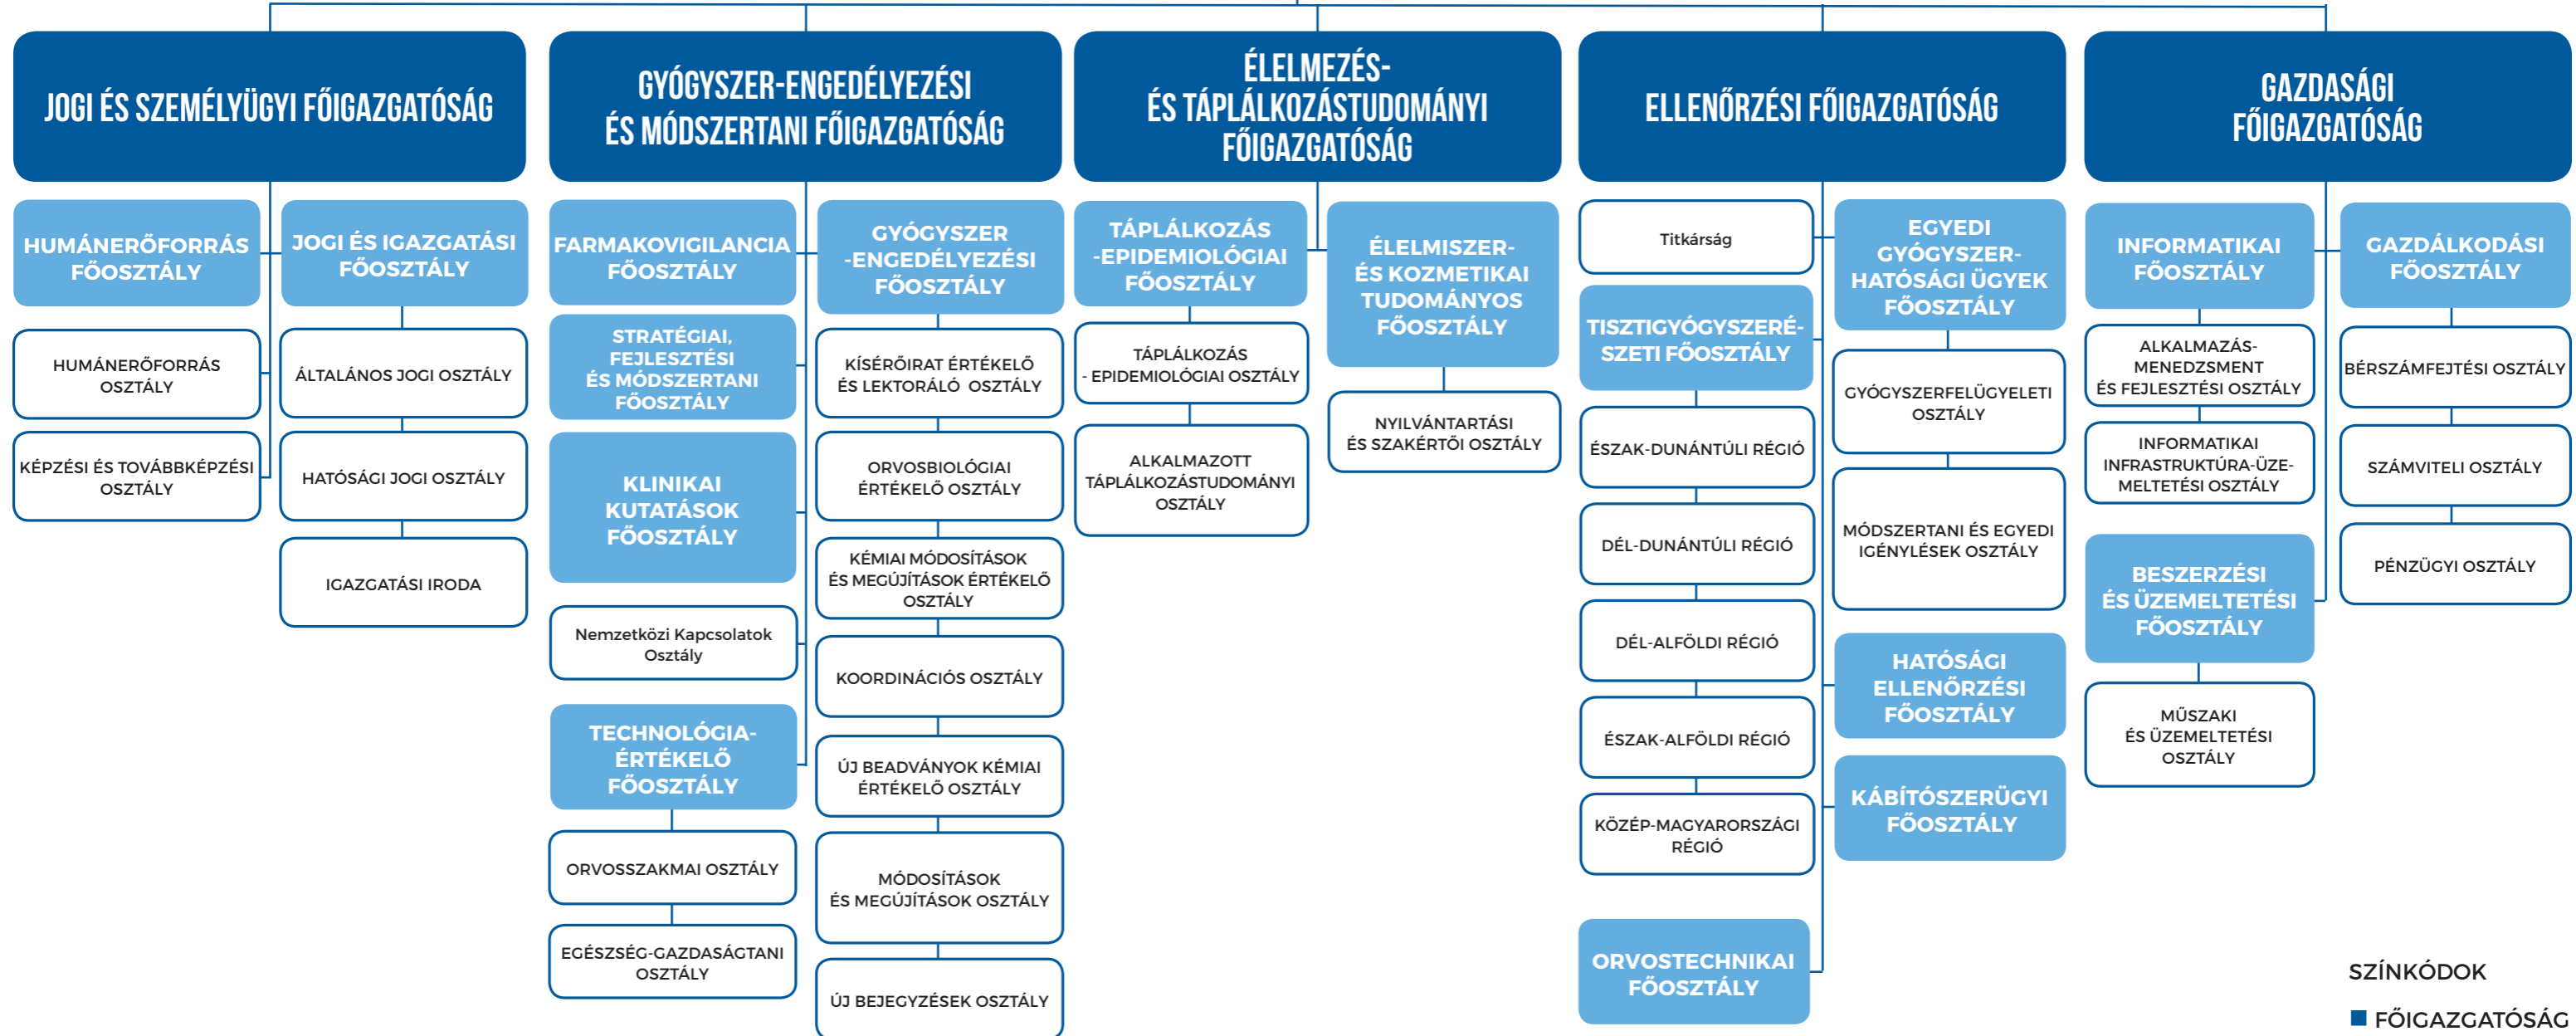 JOGI ÉS SZEMÉLYÜGYI FŐIGAZGATÓSÁG
HUMÁNERŐFORRÁS
FŐOSZTÁLY
HUMÁNERŐFORRÁS
OSZTÁLY
KÉPZÉSI ÉS TOVÁBBKÉPZÉSI
OSZTÁLY
JOGI ÉS IGAZGATÁSI
FŐOSZTÁLY
ÁLTALÁNOS JOGI OSZTÁLY
HATÓSÁGI JOGI OSZTÁLY
IGAZGATÁSI IRODA
GYÓGYSZER-ENGEDÉLYEZÉSI
ÉS MÓDSZERTANI FŐIGAZGATÓSÁG
FARMAKOVIGILANCIA
FŐOSZTÁLY
STRATÉGIAI,
FEJLESZTÉSI
ÉS MÓDSZERTANI
FŐOSZTÁLY
KLINIKAI
KUTATÁSOK
FŐOSZTÁLY
Nemzetközi Kapcsolatok
Osztály
TECHNOLÓGIA-
ÉRTÉKELŐ
FŐOSZTÁLY
ORVOSSZAKMAI OSZTÁLY
EGÉSZSÉG-GAZDASÁGTANI
OSZTÁLY
GYÓGYSZER
-ENGEDÉLYEZÉSI
FŐOSZTÁLY
KÍSÉRŐIRAT ÉRTÉKELŐ
ÉS LEKTORÁLÓ OSZTÁLY
ORVOSBIOLÓGIAI
ÉRTÉKELŐ OSZTÁLY
KÉMIAI MÓDOSÍTÁSOK
ÉS MEGÚJÍTÁSOK ÉRTÉKELŐ
OSZTÁLY
KOORDINÁCIÓS OSZTÁLY
ÚJ BEADVÁNYOK KÉMIAI
ÉRTÉKELŐ OSZTÁLY
MÓDOSÍTÁSOK
ÉS MEGÚJÍTÁSOK OSZTÁLY
ÚJ BEJEGYZÉSEK OSZTÁLY
ÉLELMEZÉS-
ÉS TÁPLÁLKOZÁSTUDOMÁNYI
FŐIGAZGATÓSÁG
TÁPLÁLKOZÁS
-EPIDEMIOLÓGIAI
FŐOSZTÁLY
TÁPLÁLKOZÁS
- EPIDEMIOLÓGIAI OSZTÁLY
ALKALMAZOTT
TÁPLÁLKOZÁSTUDOMÁNYI
OSZTÁLY
ÉLELMISZER-
ÉS KOZMETIKAI
TUDOMÁNYOS
FŐOSZTÁLY
NYILVÁNTARTÁSI
ÉS SZAKÉRTŐI OSZTÁLY
ELLENŐRZÉSI FŐIGAZGATÓSÁG
Titkárság
TISZTIGYÓGYSZERÉ-
SZETI FŐOSZTÁLY
ÉSZAK-DUNÁNTÚLI RÉGIÓ
DÉL-DUNÁNTÚLI RÉGIÓ
DÉL-ALFÖLDI RÉGIÓ
ÉSZAK-ALFÖLDI RÉGIÓ
KÖZÉP-MAGYARORSZÁGI
RÉGIÓ
ORVOSTECHNIKAI
FŐOSZTÁLY
EGYEDI
GYÓGYSZER-
HATÓSÁGI ÜGYEK
FŐOSZTÁLY
GYÓGYSZERFELÜGYELETI
OSZTÁLY
MÓDSZERTANI ÉS EGYEDI
IGÉNYLÉSEK OSZTÁLY
HATÓSÁGI
ELLENŐRZÉSI
FŐOSZTÁLY
KÁBÍTÓSZERÜGYI
FŐOSZTÁLY
GAZDASÁGI
FŐIGAZGATÓSÁG
INFORMATIKAI
FŐOSZTÁLY
ALKALMAZÁS-
MENEDZSMENT
ÉS FEJLESZTÉSI OSZTÁLY
INFORMATIKAI
INFRASTRUKTÚRA-ÜZE-
MELTETÉSI OSZTÁLY
BESZERZÉSI
ÉS ÜZEMELTETÉSI
FŐOSZTÁLY
MŰSZAKI
ÉS ÜZEMELTETÉSI
OSZTÁLY
GAZDÁLKODÁSI
FŐOSZTÁLY
BÉRSZÁMFEJTÉSI OSZTÁLY
SZÁMVITELI OSZTÁLY
PÉNZÜGYI OSZTÁLY
SZÍNKÓDOK
FŐIGAZGATÓSÁG